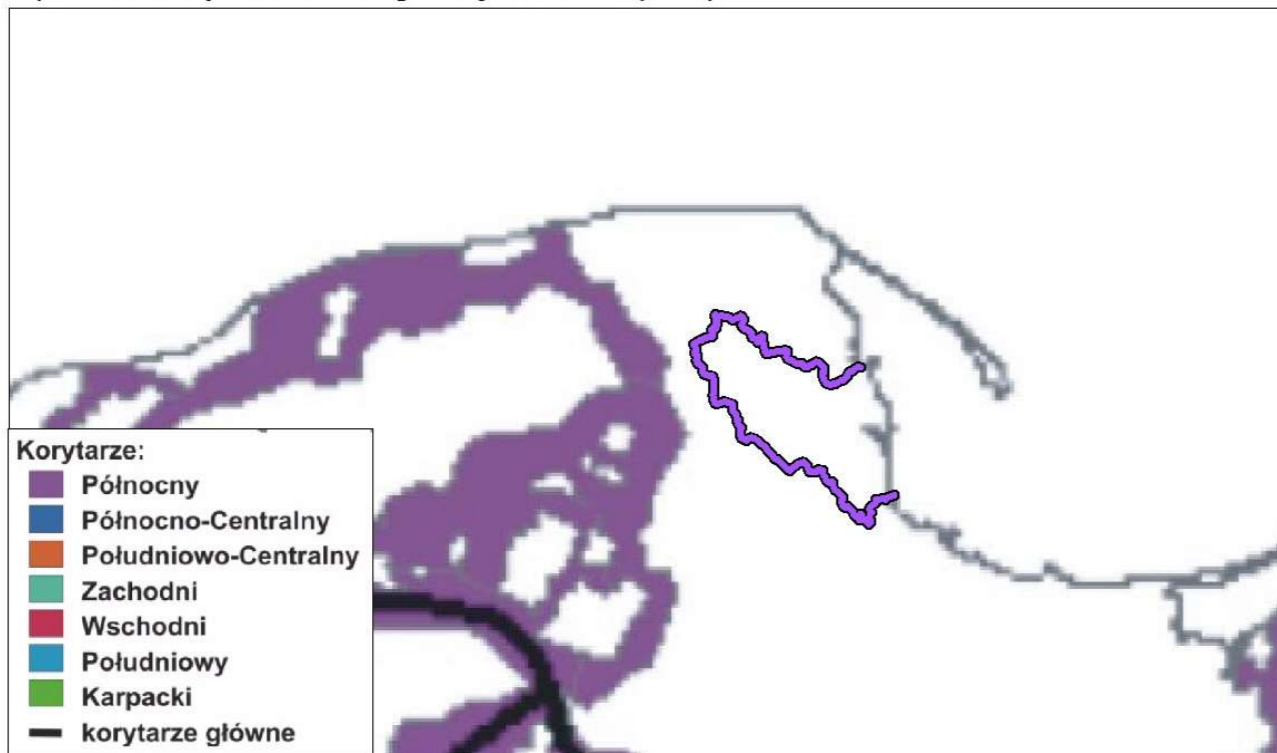 Korytarze:
Północny
Północno-Centralny
Południowo-Centralny
Zachodni
Wschodni
Południowy
Karpacki
korytarze główne